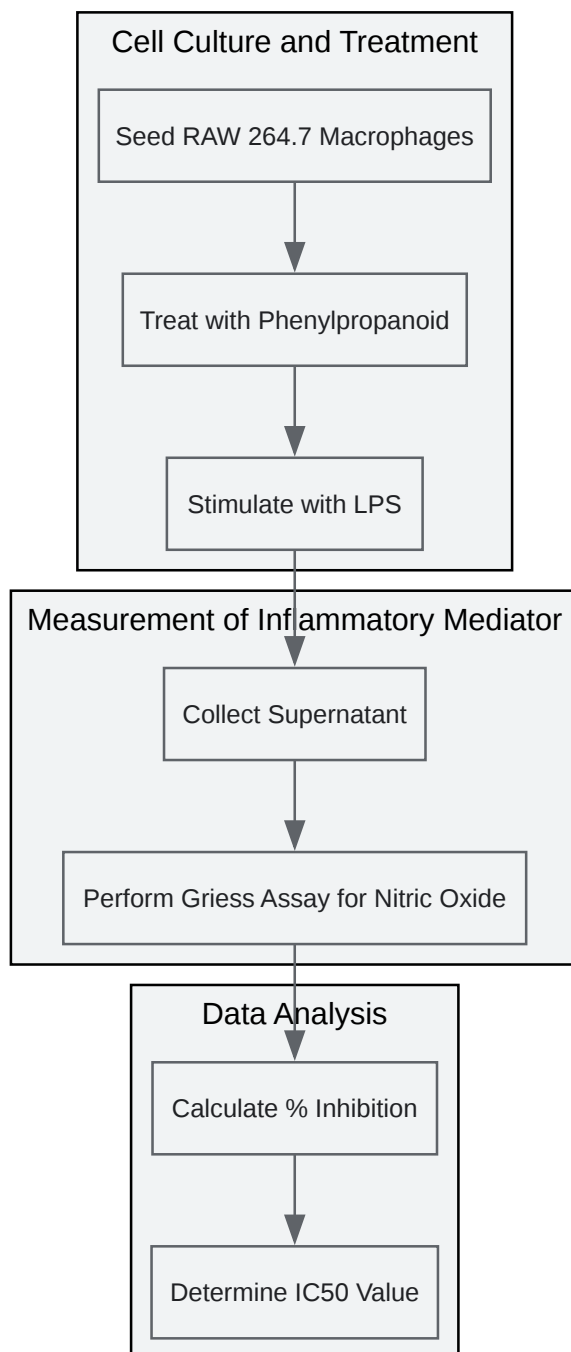 Cell Culture and Treatment
Seed RAW 264.7 Macrophages
Treat with Phenylpropanoid
Stimulate with LPS
Measurement of Inflammatory Mediator
Collect Supernatant
Perform Griess Assay for Nitric Oxide
Data Analysis
Calculate % Inhibition
Determine IC50 Value